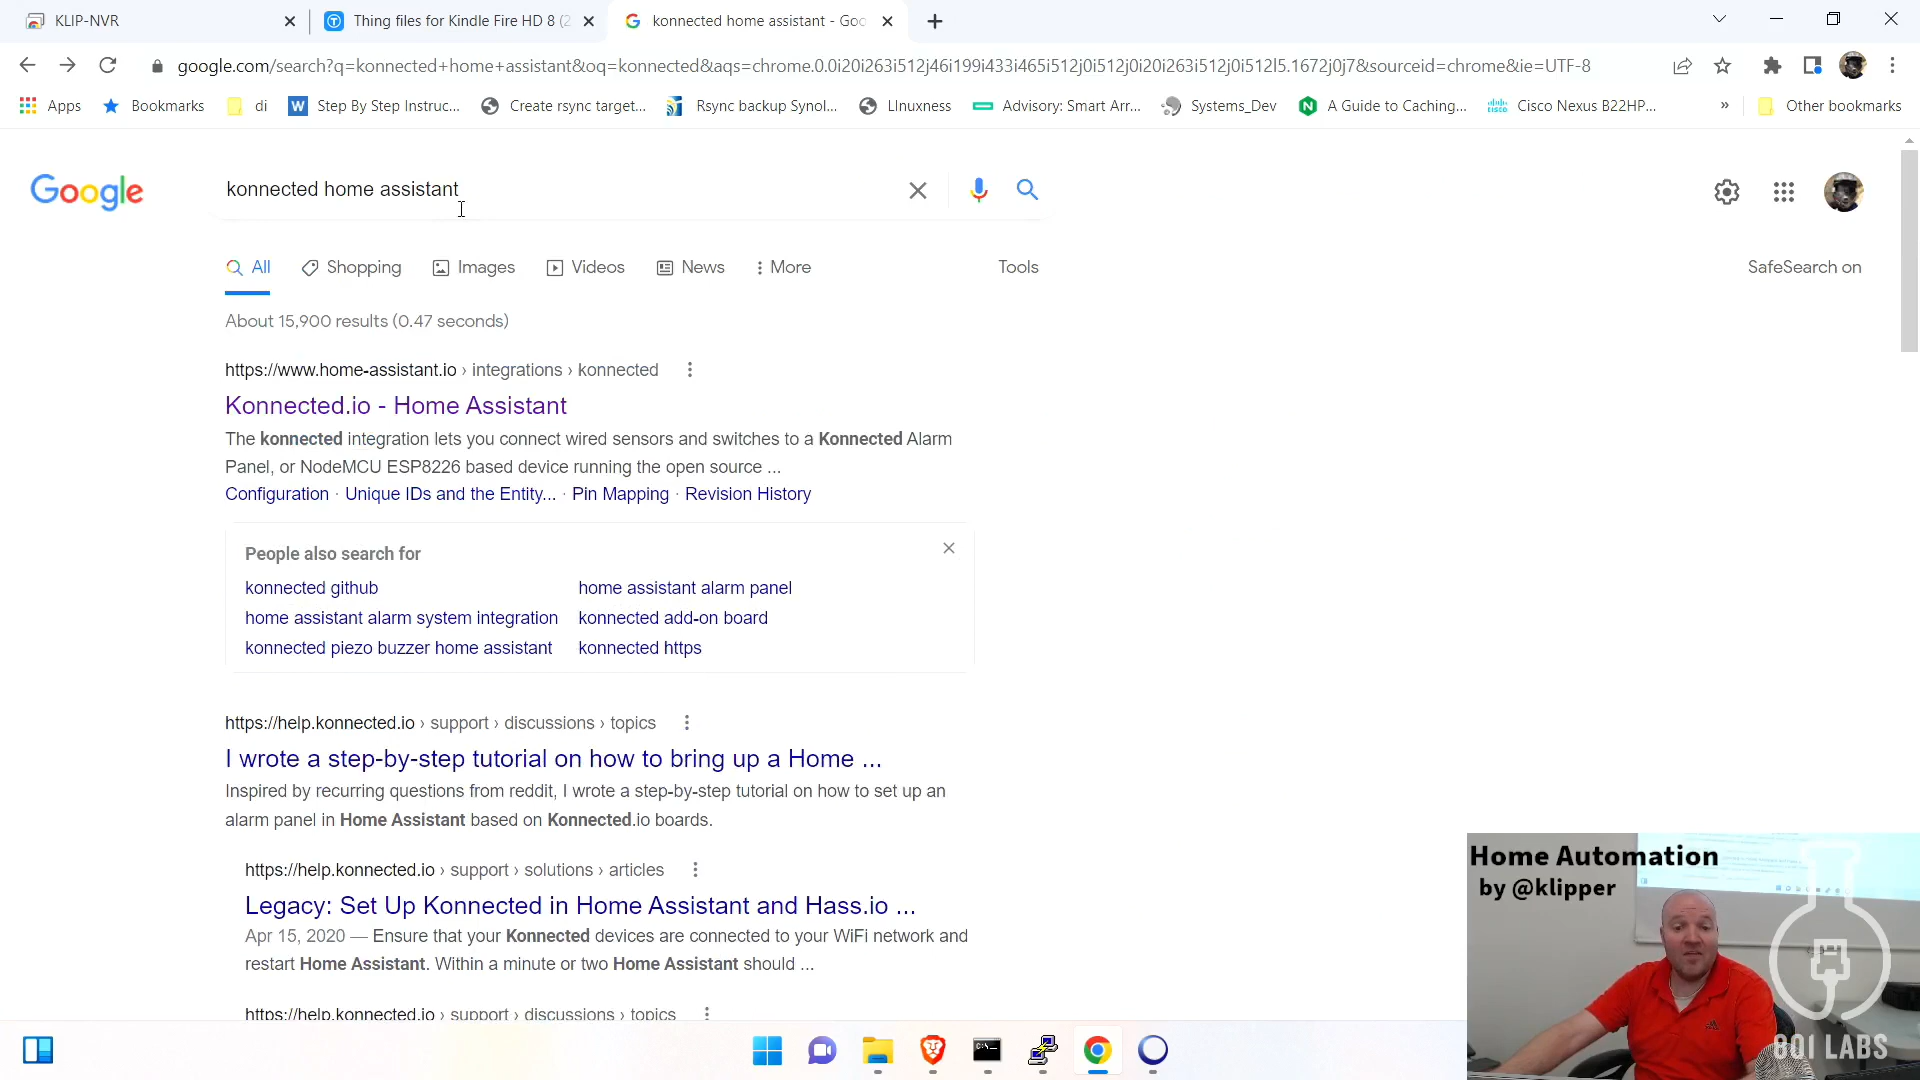 KLIP-NVR
Thing files for Kindle Fire HD 8 (2
konnected home assistant - Goo
google.com/search?q=konnected+home+assistant&oq=konnected&aqs=chrome.0.0i20i263i512j46i199i433i465i512j0i512j0i20i263i512j0i512l5.1672j0j7&sourceid=chrome&ie=UTF-8
Apps
Bookmarks
di
Step By Step Instruc...
Create rsync target...
Rsync backup Synol...
LInuxness
Advisory: Smart Arr...
Systems_Dev
A Guide to Caching...
Cisco Nexus B22HP...
»
Other bookmarks
Google
konnected home assistant
All
Shopping
Images
Videos
News
More
Tools
SafeSearch on
About 15,900 results (0.47 seconds)
https://www.home-assistant.io › integrations › konnected
Konnected.io - Home Assistant
The konnected integration lets you connect wired sensors and switches to a Konnected Alarm
Panel, or NodeMCU ESP8226 based device running the open source ...
Configuration · Unique IDs and the Entity... · Pin Mapping · Revision History
People also search for
konnected github
home assistant alarm panel
home assistant alarm system integration
konnected add-on board
konnected piezo buzzer home assistant
konnected https
https://help.konnected.io › support › discussions › topics
I wrote a step-by-step tutorial on how to bring up a Home ...
Inspired by recurring questions from reddit, I wrote a step-by-step tutorial on how to set up an
alarm panel in Home Assistant based on Konnected.io boards.
https://help.konnected.io › support › solutions › articles
Legacy: Set Up Konnected in Home Assistant and Hass.io ...
Apr 15, 2020 — Ensure that your Konnected devices are connected to your WiFi network and
restart Home Assistant. Within a minute or two Home Assistant should ...
https://help.konnected.io › support › discussions › topics
Home Automation
by @klipper
801 LABS